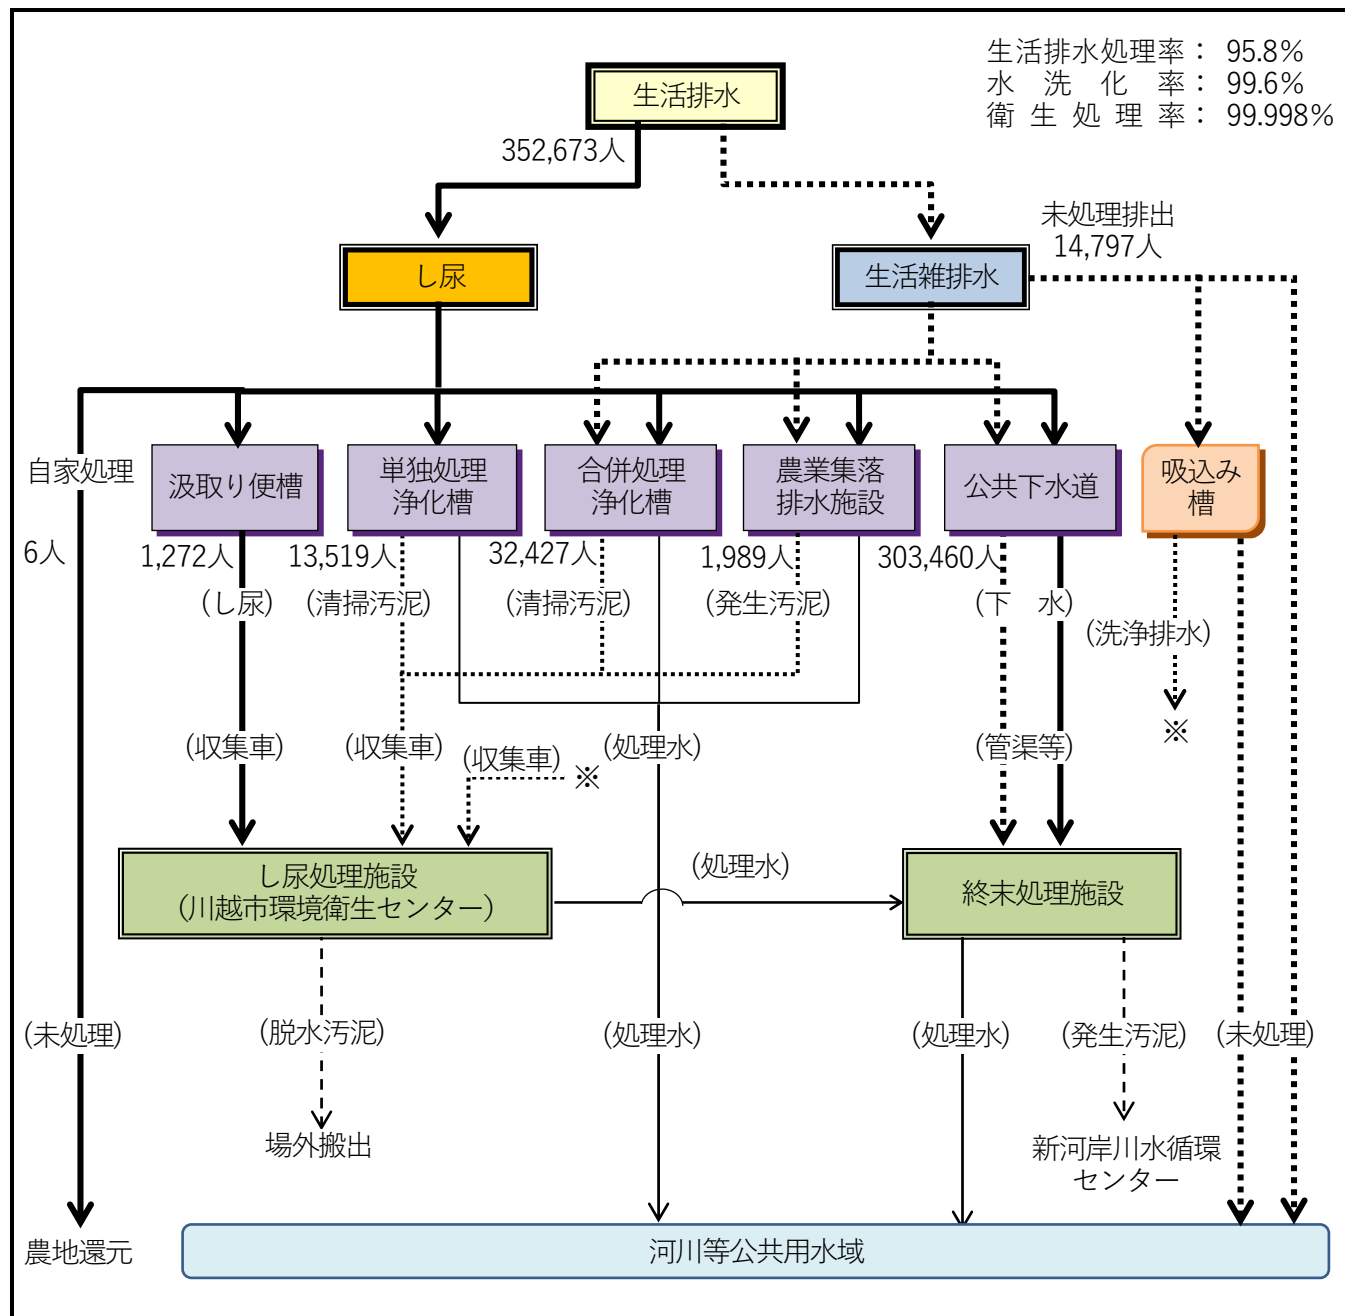 生活排水処理率： 95.8%
水洗化率： 99.6%
衛生処理率： 99.998%
生活排水
352,673人
未処理排出
14,797人
し尿
生活雑排水
自家処理
6人
汲取り便槽
単独処理
浄化槽
合併処理
浄化槽
農業集落
排水施設
公共下水道
吸込み
槽
1,272人
13,519人
32,427人
1,989人
303,460人
(し尿)
(清掃汚泥)
(清掃汚泥)
(発生汚泥)
(下　水)
(洗浄排水)
※
(収集車)
(収集車)
(収集車)
※
(処理水)
(管渠等)
し尿処理施設
（川越市環境衛生センター）
(処理水)
終末処理施設
(未処理)
(脱水汚泥)
(処理水)
(処理水)
(発生汚泥)
(未処理)
場外搬出
新河岸川水循環
センター
農地還元
河川等公共用水域